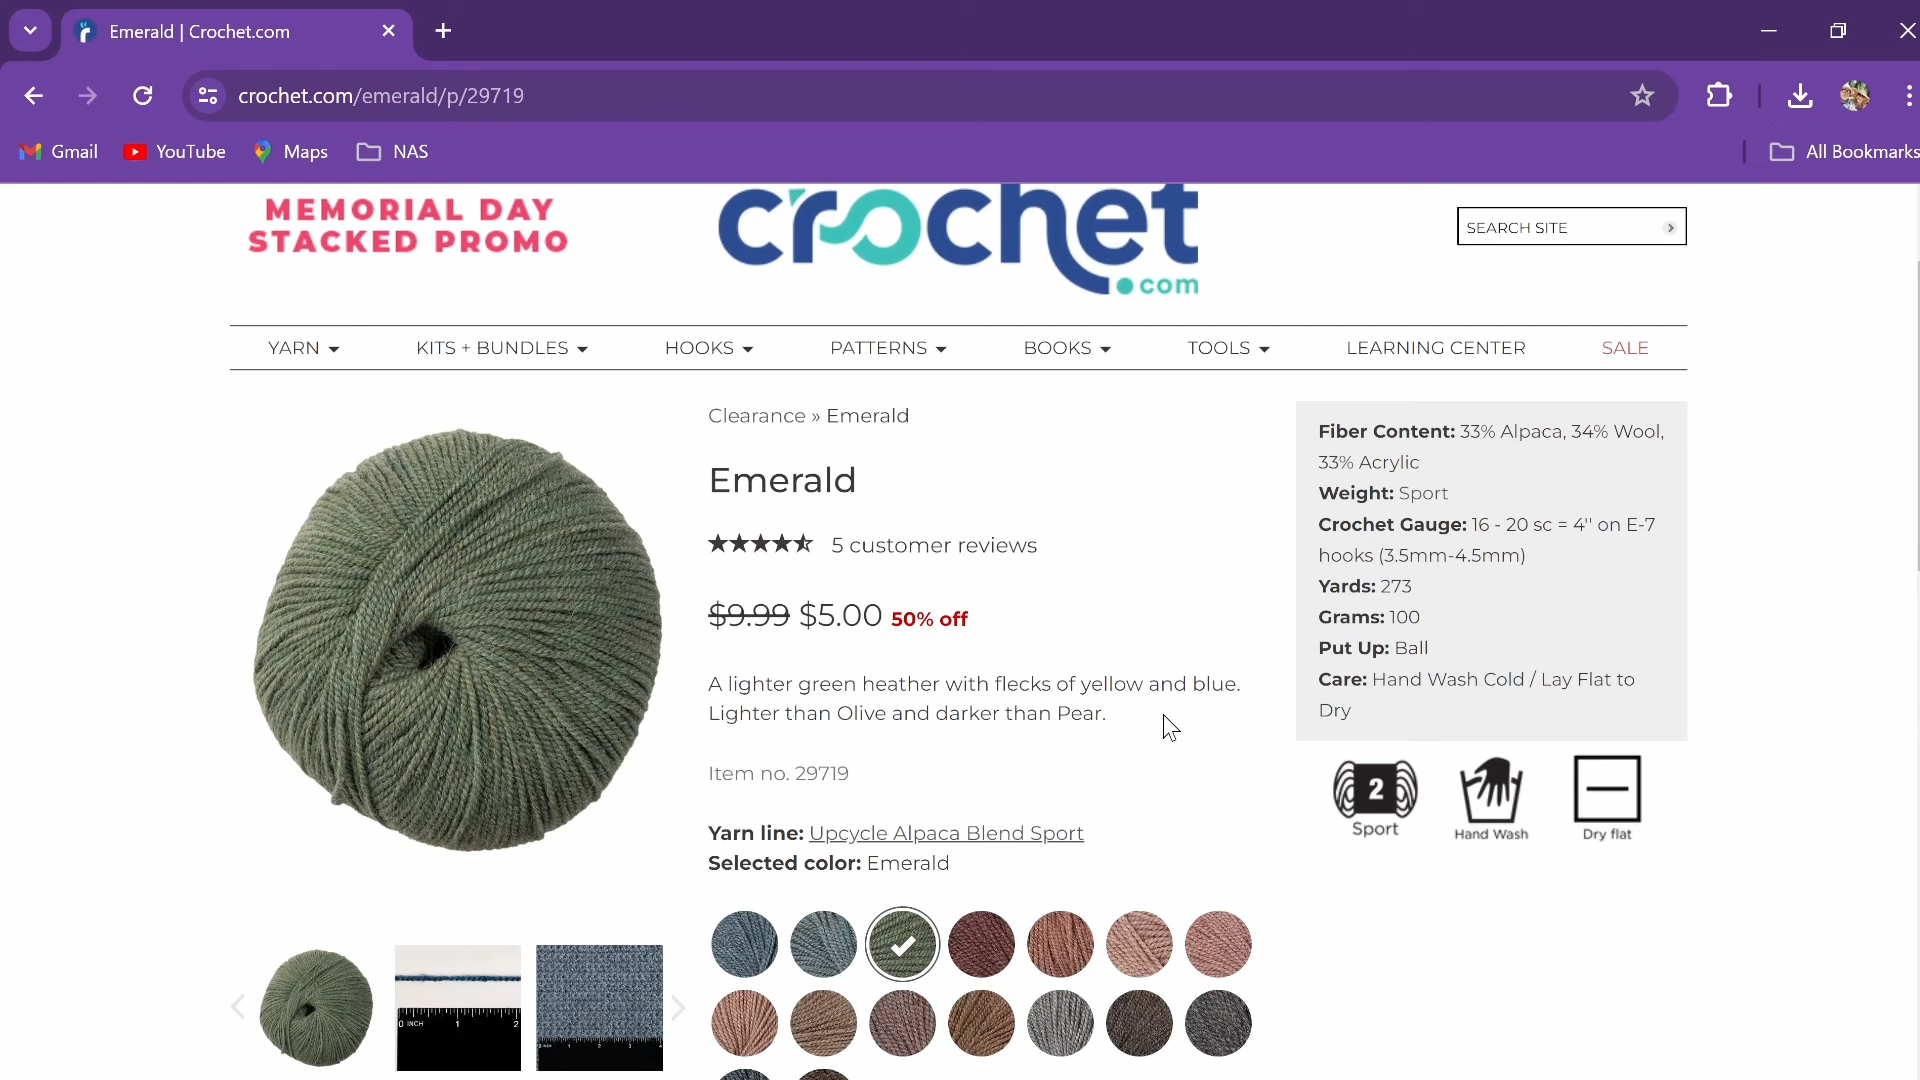 Emerald | Crochet.com
crochet.com/emerald/p/29719
Gmail
YouTube
Maps
NAS
All Bookmarks
MEMORIAL DAY
STACKED PROMO
crochet
.com
SEARCH SITE
YARN
KITS + BUNDLES
HOOKS
PATTERNS
BOOKS
TOOLS
LEARNING CENTER
SALE
Clearance » Emerald
Emerald
5 customer reviews
$9.99 $5.00 50% off
A lighter green heather with flecks of yellow and blue.
Lighter than Olive and darker than Pear.
Item no. 29719
Yarn line: Upcycle Alpaca Blend Sport
Selected color: Emerald
Fiber Content: 33% Alpaca, 34% Wool,
33% Acrylic
Weight: Sport
Crochet Gauge: 16 - 20 sc = 4'' on E-7
hooks (3.5mm-4.5mm)
Yards: 273
Grams: 100
Put Up: Ball
Care: Hand Wash Cold / Lay Flat to
Dry
2
Sport
Hand Wash
Dry flat
0 INCH 1 2